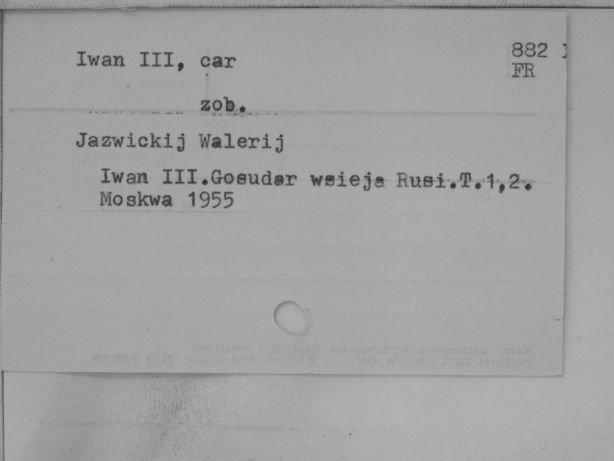 Iwan III, car
882
FR
zob.
Jazwickij Walerij
Iwan III.Gosudar wsieja Rusi.T.1,2.
Moskwa 1955